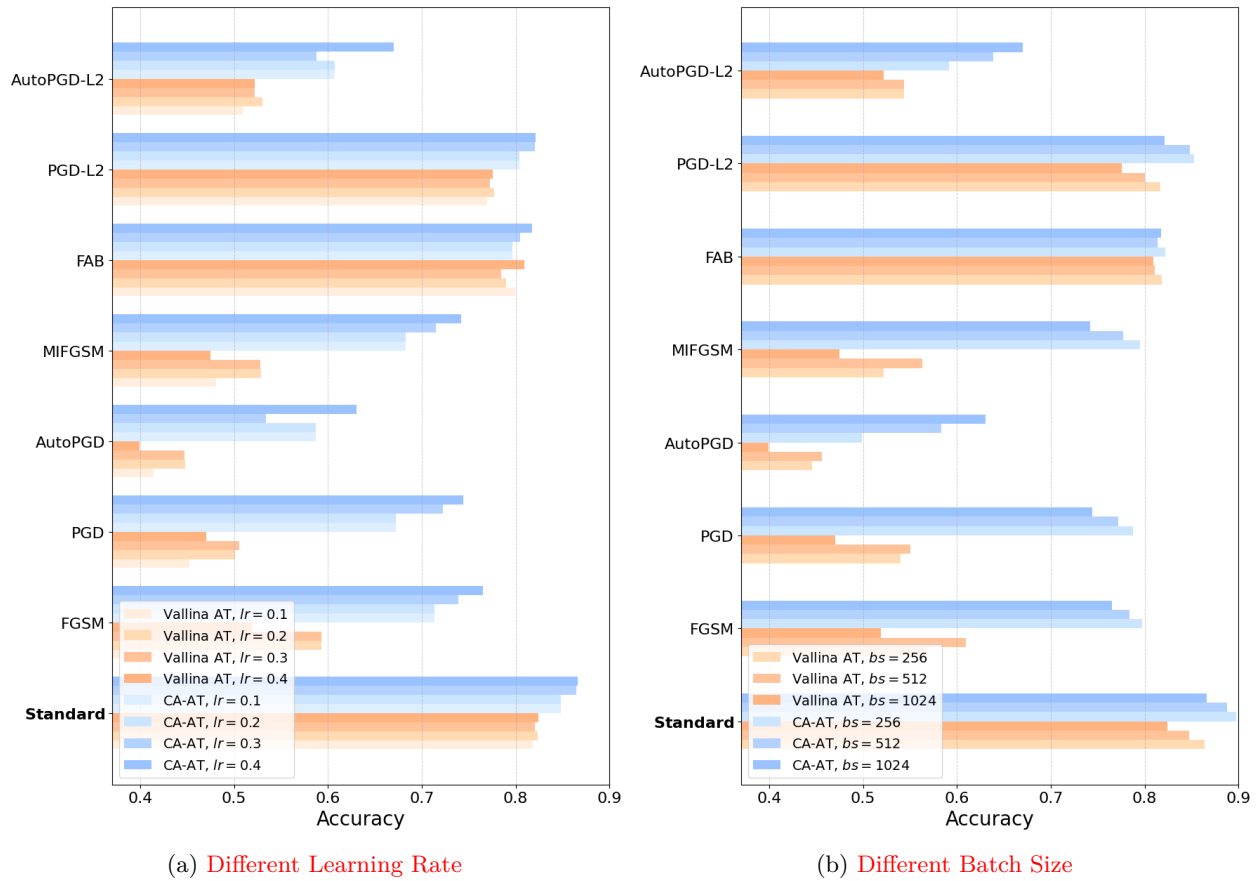 AutoPGD-L2
PGD-L2
FAB
MIFGSM
AutoPGD
PGD
FGSM
Standard
Vallina AT, lr = 0.1
Vallina AT, lr = 0.2
Vallina AT, lr = 0.3
Vallina AT, lr = 0.4
CA-AT, lr = 0.1
CA-AT, lr = 0.2
CA-AT, lr = 0.3
CA-AT, lr = 0.4
0.4 0.5 0.6 0.7 0.8 0.9
Accuracy
(a) Different Learning Rate
AutoPGD-L2
PGD-L2
FAB
MIFGSM
AutoPGD
PGD
FGSM
Standard
Vallina AT, bs = 256
Vallina AT, bs = 512
Vallina AT, bs = 1024
CA-AT, bs = 256
CA-AT, bs = 512
CA-AT, bs = 1024
0.4 0.5 0.6 0.7 0.8 0.9
Accuracy
(b) Different Batch Size